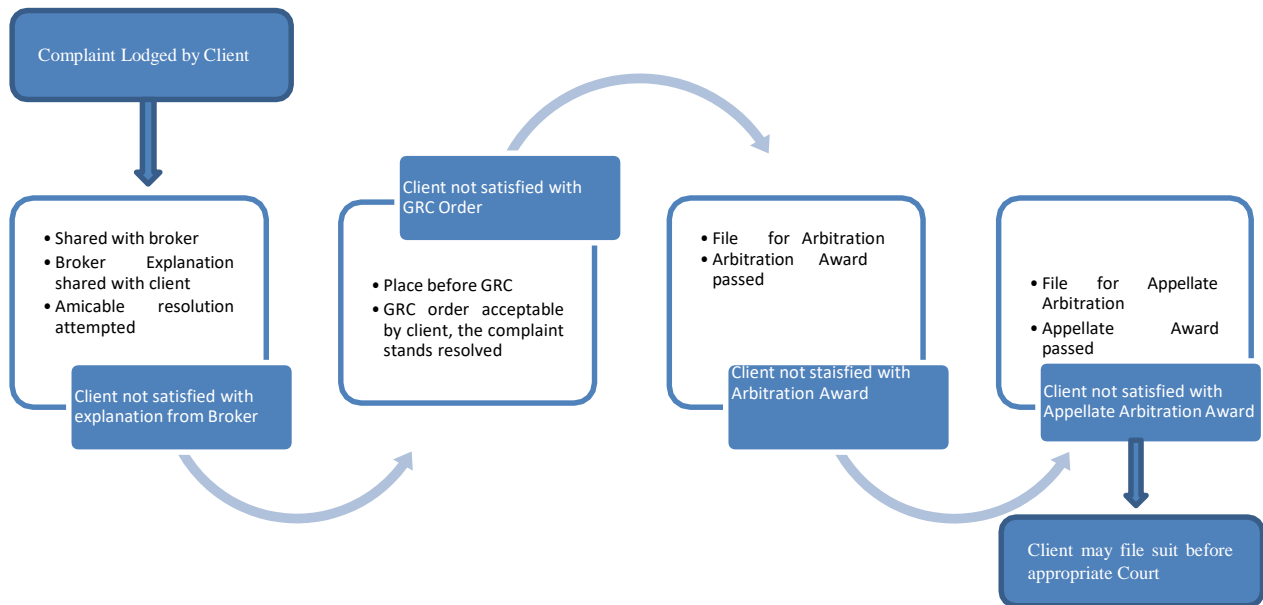 Complaint Lodged by Client
• Shared with broker
• Broker Explanation
shared with client
• Amicable resolution
attempted
Client not satisfied with
explanation from Broker
Client not satisfied with
GRC Order
• Place before GRC
• GRC order acceptable
by client, the complaint
stands resolved
• File for Arbitration
• Arbitration Award
passed
Client not staisfied with
Arbitration Award
• File for Appellate
Arbitration
• Appellate Award
passed
Client not satisfied with
Appellate Arbitration Award
Client may file suit before
appropriate Court